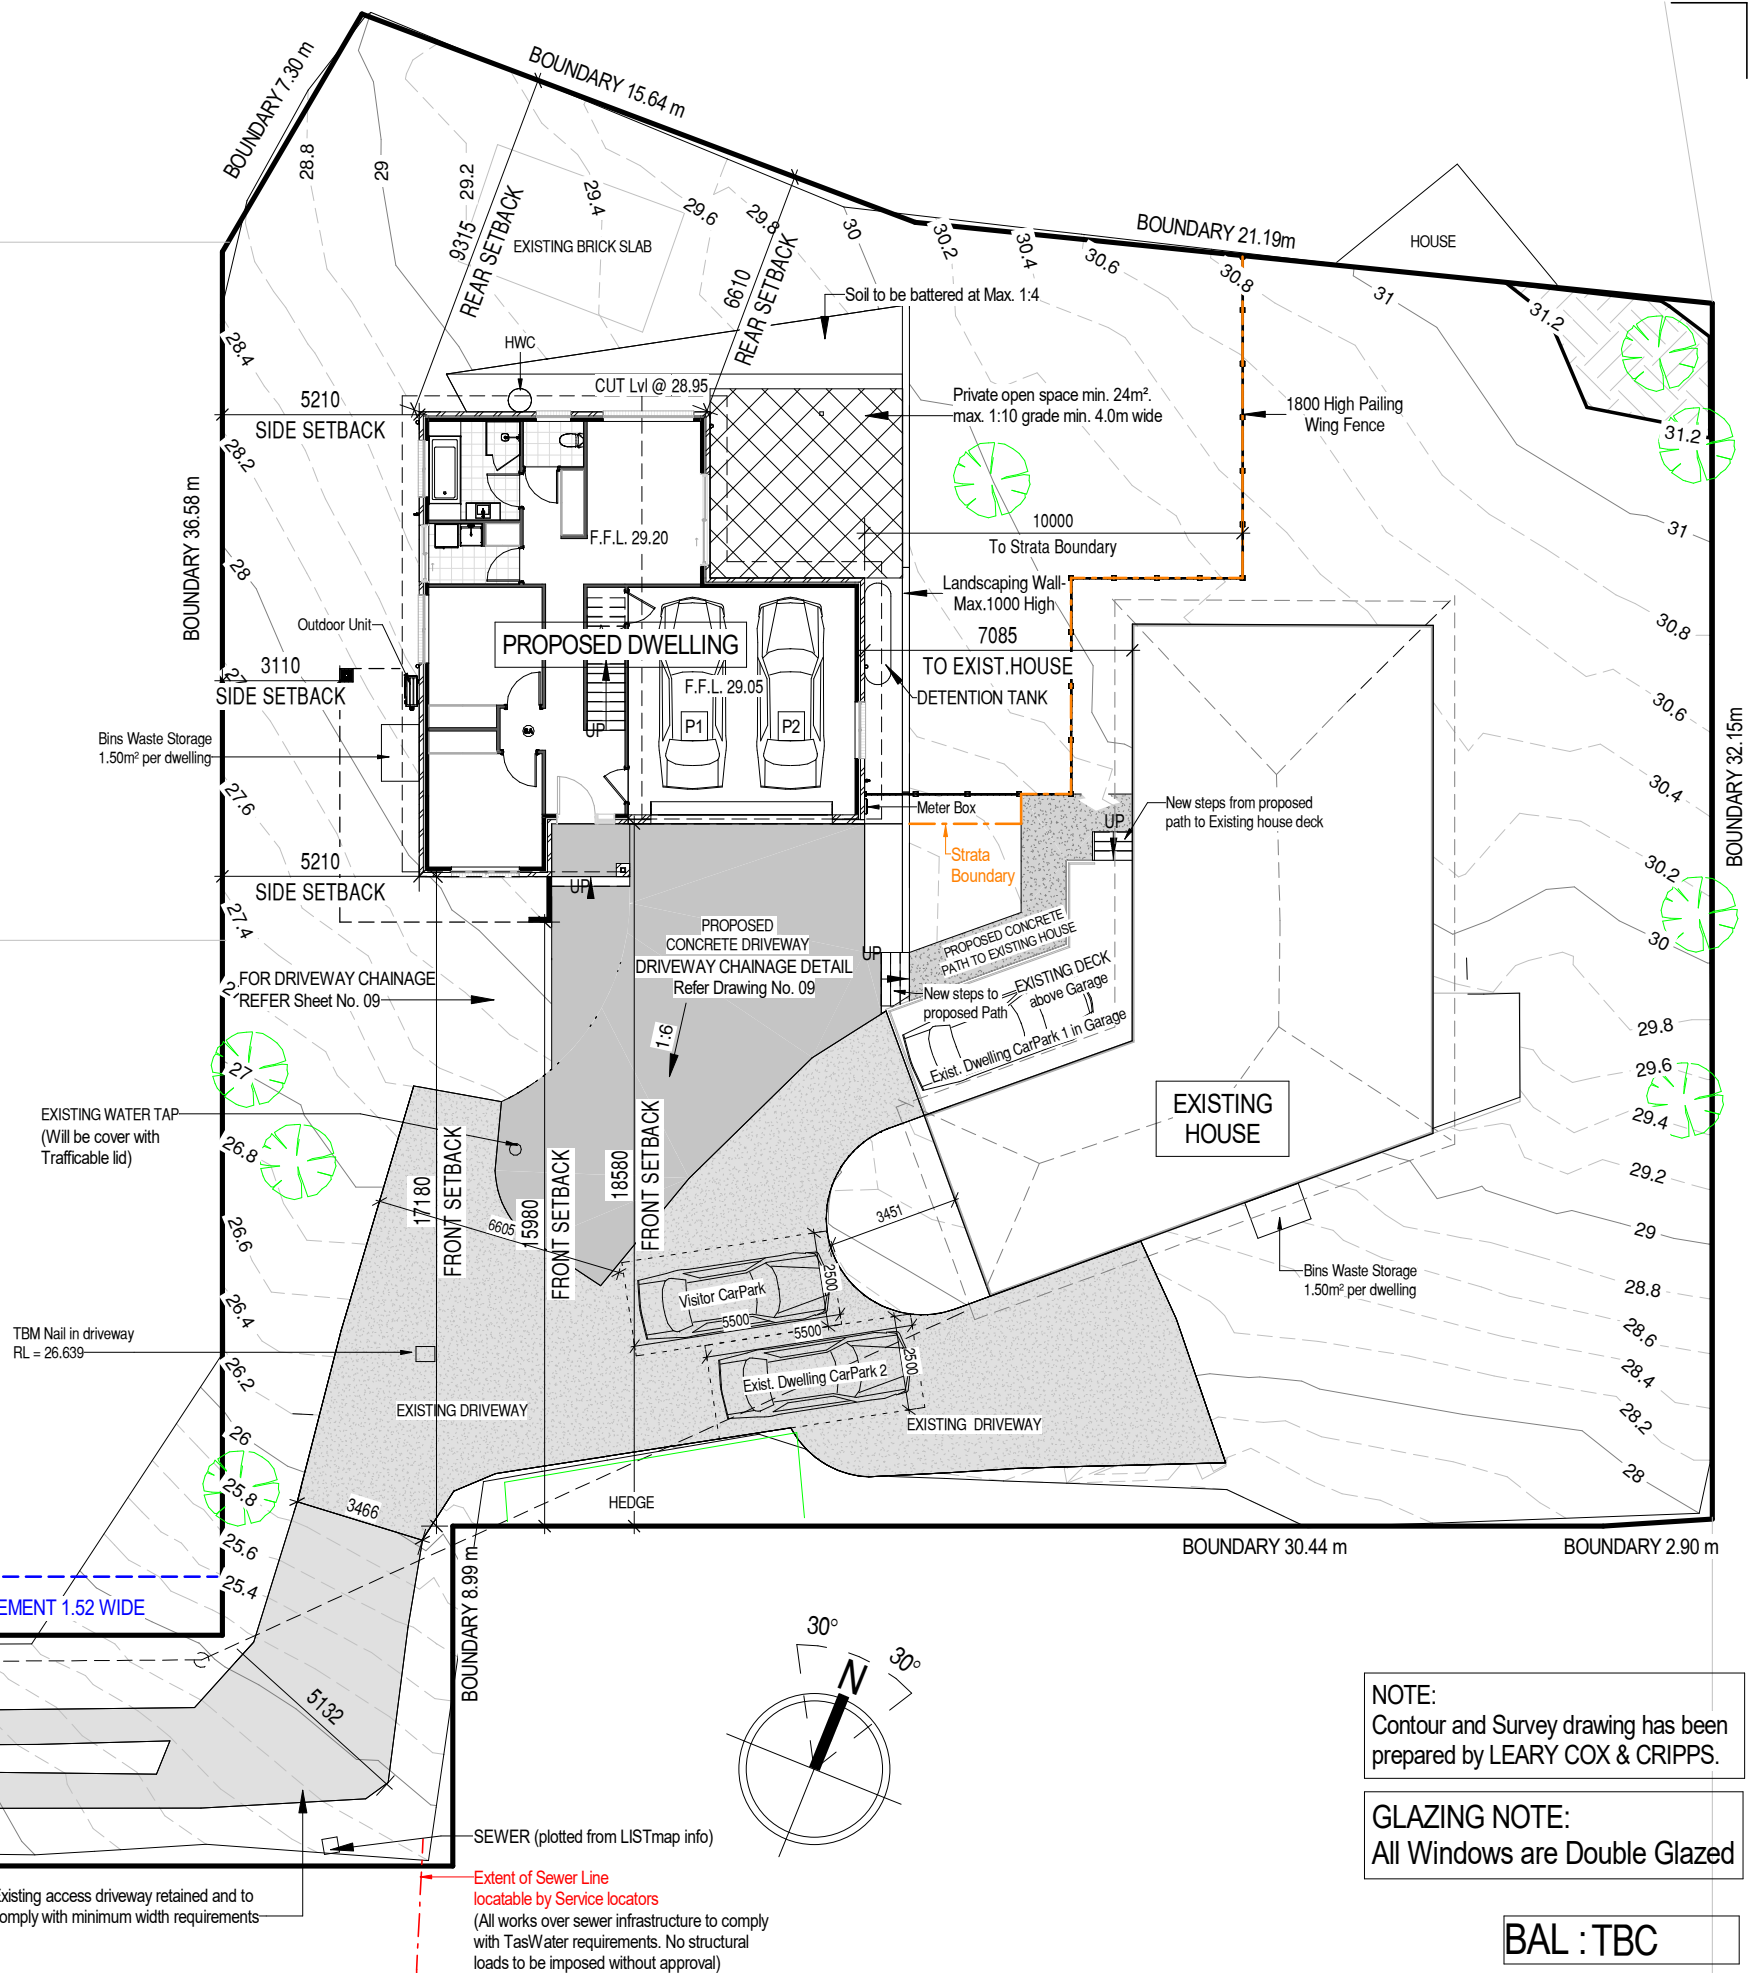 BOUNDARY 7.30 m
BOUNDARY 15.64 m
BOUNDARY 21.19m
HOUSE
28.8
29
29.2
29.4
29.6
29.8
30
30.2
30.4
30.6
30.8
31
31.2
31.2
9315
REAR SETBACK
EXISTING BRICK SLAB
6610
REAR SETBACK
Soil to be battered at Max. 1:4
HWC
CUT Lvl @ 28.95
28.4
5210
SIDE SETBACK
28.2
Private open space min. 24m².
max. 1:10 grade min. 4.0m wide
1800 High Pailing
Wing Fence
BOUNDARY 36.58 m
28
F.F.L. 29.20
10000
To Strata Boundary
31
Landscaping Wall-
Max.1000 High
Outdoor Unit
PROPOSED DWELLING
7085
TO EXIST.HOUSE
30.8
3110
SIDE SETBACK
F.F.L. 29.05
DETENTION TANK
P1
P2
UP
30.6
BOUNDARY 32.15m
Bins Waste Storage
1.50m² per dwelling
27.6
Meter Box
New steps from proposed
path to Existing house deck
UP
30.4
Strata
Boundary
5210
SIDE SETBACK
UP
30.2
27.4
PROPOSED
CONCRETE DRIVEWAY
DRIVEWAY CHAINAGE DETAIL
Refer Drawing No. 09
UP
PROPOSED CONCRETE
PATH TO EXISTING HOUSE
30
FOR DRIVEWAY CHAINAGE
REFER Sheet No. 09
New steps to
proposed Path
EXISTING DECK
above Garage
Exist. Dwelling CarPark 1 in Garage
1:6
29.8
29.6
27
EXISTING WATER TAP
(Will be cover with
Trafficable lid)
EXISTING
HOUSE
29.4
26.8
29.2
17180
FRONT SETBACK
15980
FRONT SETBACK
18580
FRONT SETBACK
6605
3451
26.6
29
Visitor CarPark
2500
5500
Bins Waste Storage
1.50m² per dwelling
28.8
26.4
TBM Nail in driveway
RL = 26.639
5500
2500
Exist. Dwelling CarPark 2
28.6
26.2
28.4
EXISTING DRIVEWAY
EXISTING DRIVEWAY
28.2
26
28
25.8
3466
HEDGE
25.6
BOUNDARY 30.44 m
BOUNDARY 2.90 m
25.4
EMENT 1.52 WIDE
BOUNDARY 8.99 m
30°
30°
N
5132
NOTE:
Contour and Survey drawing has been
prepared by LEARY COX & CRIPPS.
GLAZING NOTE:
All Windows are Double Glazed
SEWER (plotted from LISTmap info)
Extent of Sewer Line
locatable by Service locators
(All works over sewer infrastructure to comply
with TasWater requirements. No structural
loads to be imposed without approval)
xisting access driveway retained and to
omply with minimum width requirements
BAL : TBC